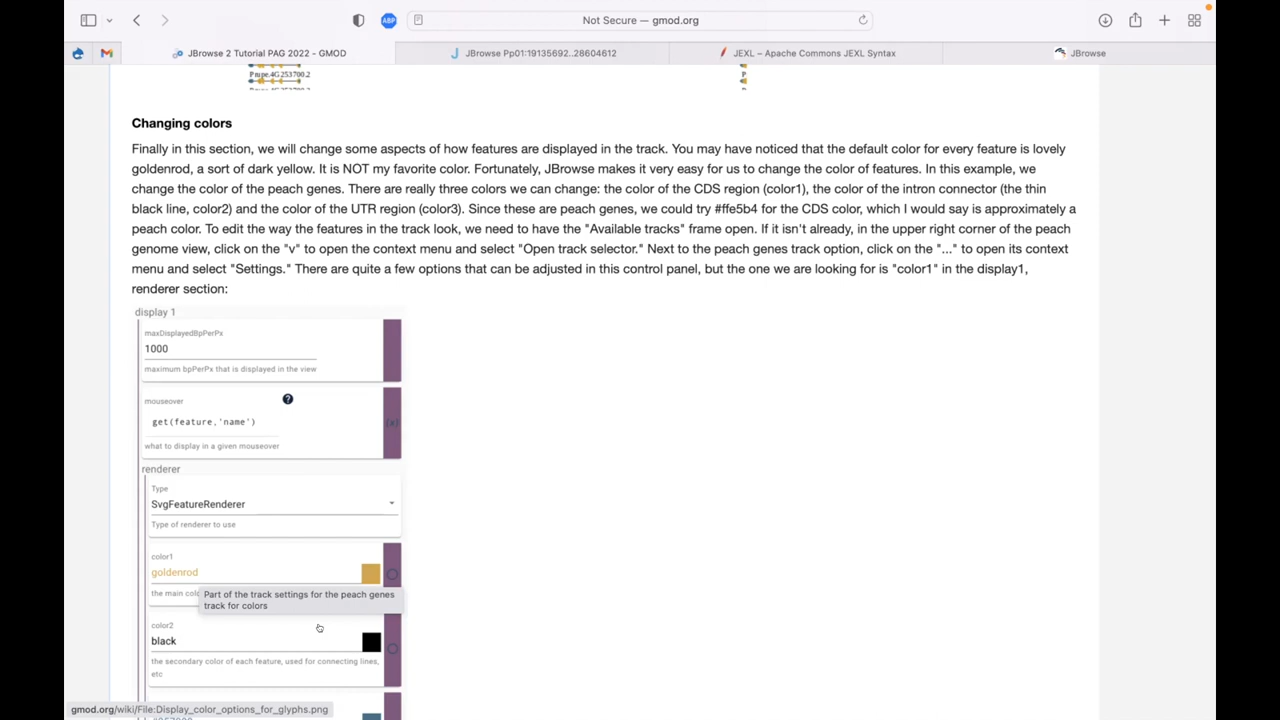 Not Secure — gmod.org
JBrowse 2 Tutorial PAG 2022 - GMOD
JBrowse Pp01:19135692..28604612
JEXL – Apache Commons JEXL Syntax
JBrowse
ABP
Prupe.4G253700.2
P
Prupe.4G253700.2
Changing colors
Finally in this section, we will change some aspects of how features are displayed in the track. You may have noticed that the default color for every feature is lovely
goldenrod, a sort of dark yellow. It is NOT my favorite color. Fortunately, JBrowse makes it very easy for us to change the color of features. In this example, we
change the color of the peach genes. There are really three colors we can change: the color of the CDS region (color1), the color of the intron connector (the thin
black line, color2) and the color of the UTR region (color3). Since these are peach genes, we could try #ffe5b4 for the CDS color, which I would say is approximately a
peach color. To edit the way the features in the track look, we need to have the "Available tracks" frame open. If it isn't already, in the upper right corner of the peach
genome view, click on the "v" to open the context menu and select "Open track selector." Next to the peach genes track option, click on the "..." to open its context
menu and select "Settings." There are quite a few options that can be adjusted in this control panel, but the one we are looking for is "color1" in the display1,
renderer section:
display 1
maxDisplayedBpPerPx
1000
maximum bpPerPx that is displayed in the view
mouseover
?
get(feature,'name')
what to display in a given mouseover
renderer
Type
SvgFeatureRenderer
Type of renderer to use
color1
goldenrod
the main col
Part of the track settings for the peach genes
track for colors
color2
black
the secondary color of each feature, used for connecting lines,
etc
gmod.org/wiki/File:Display_color_options_for_glyphs.png